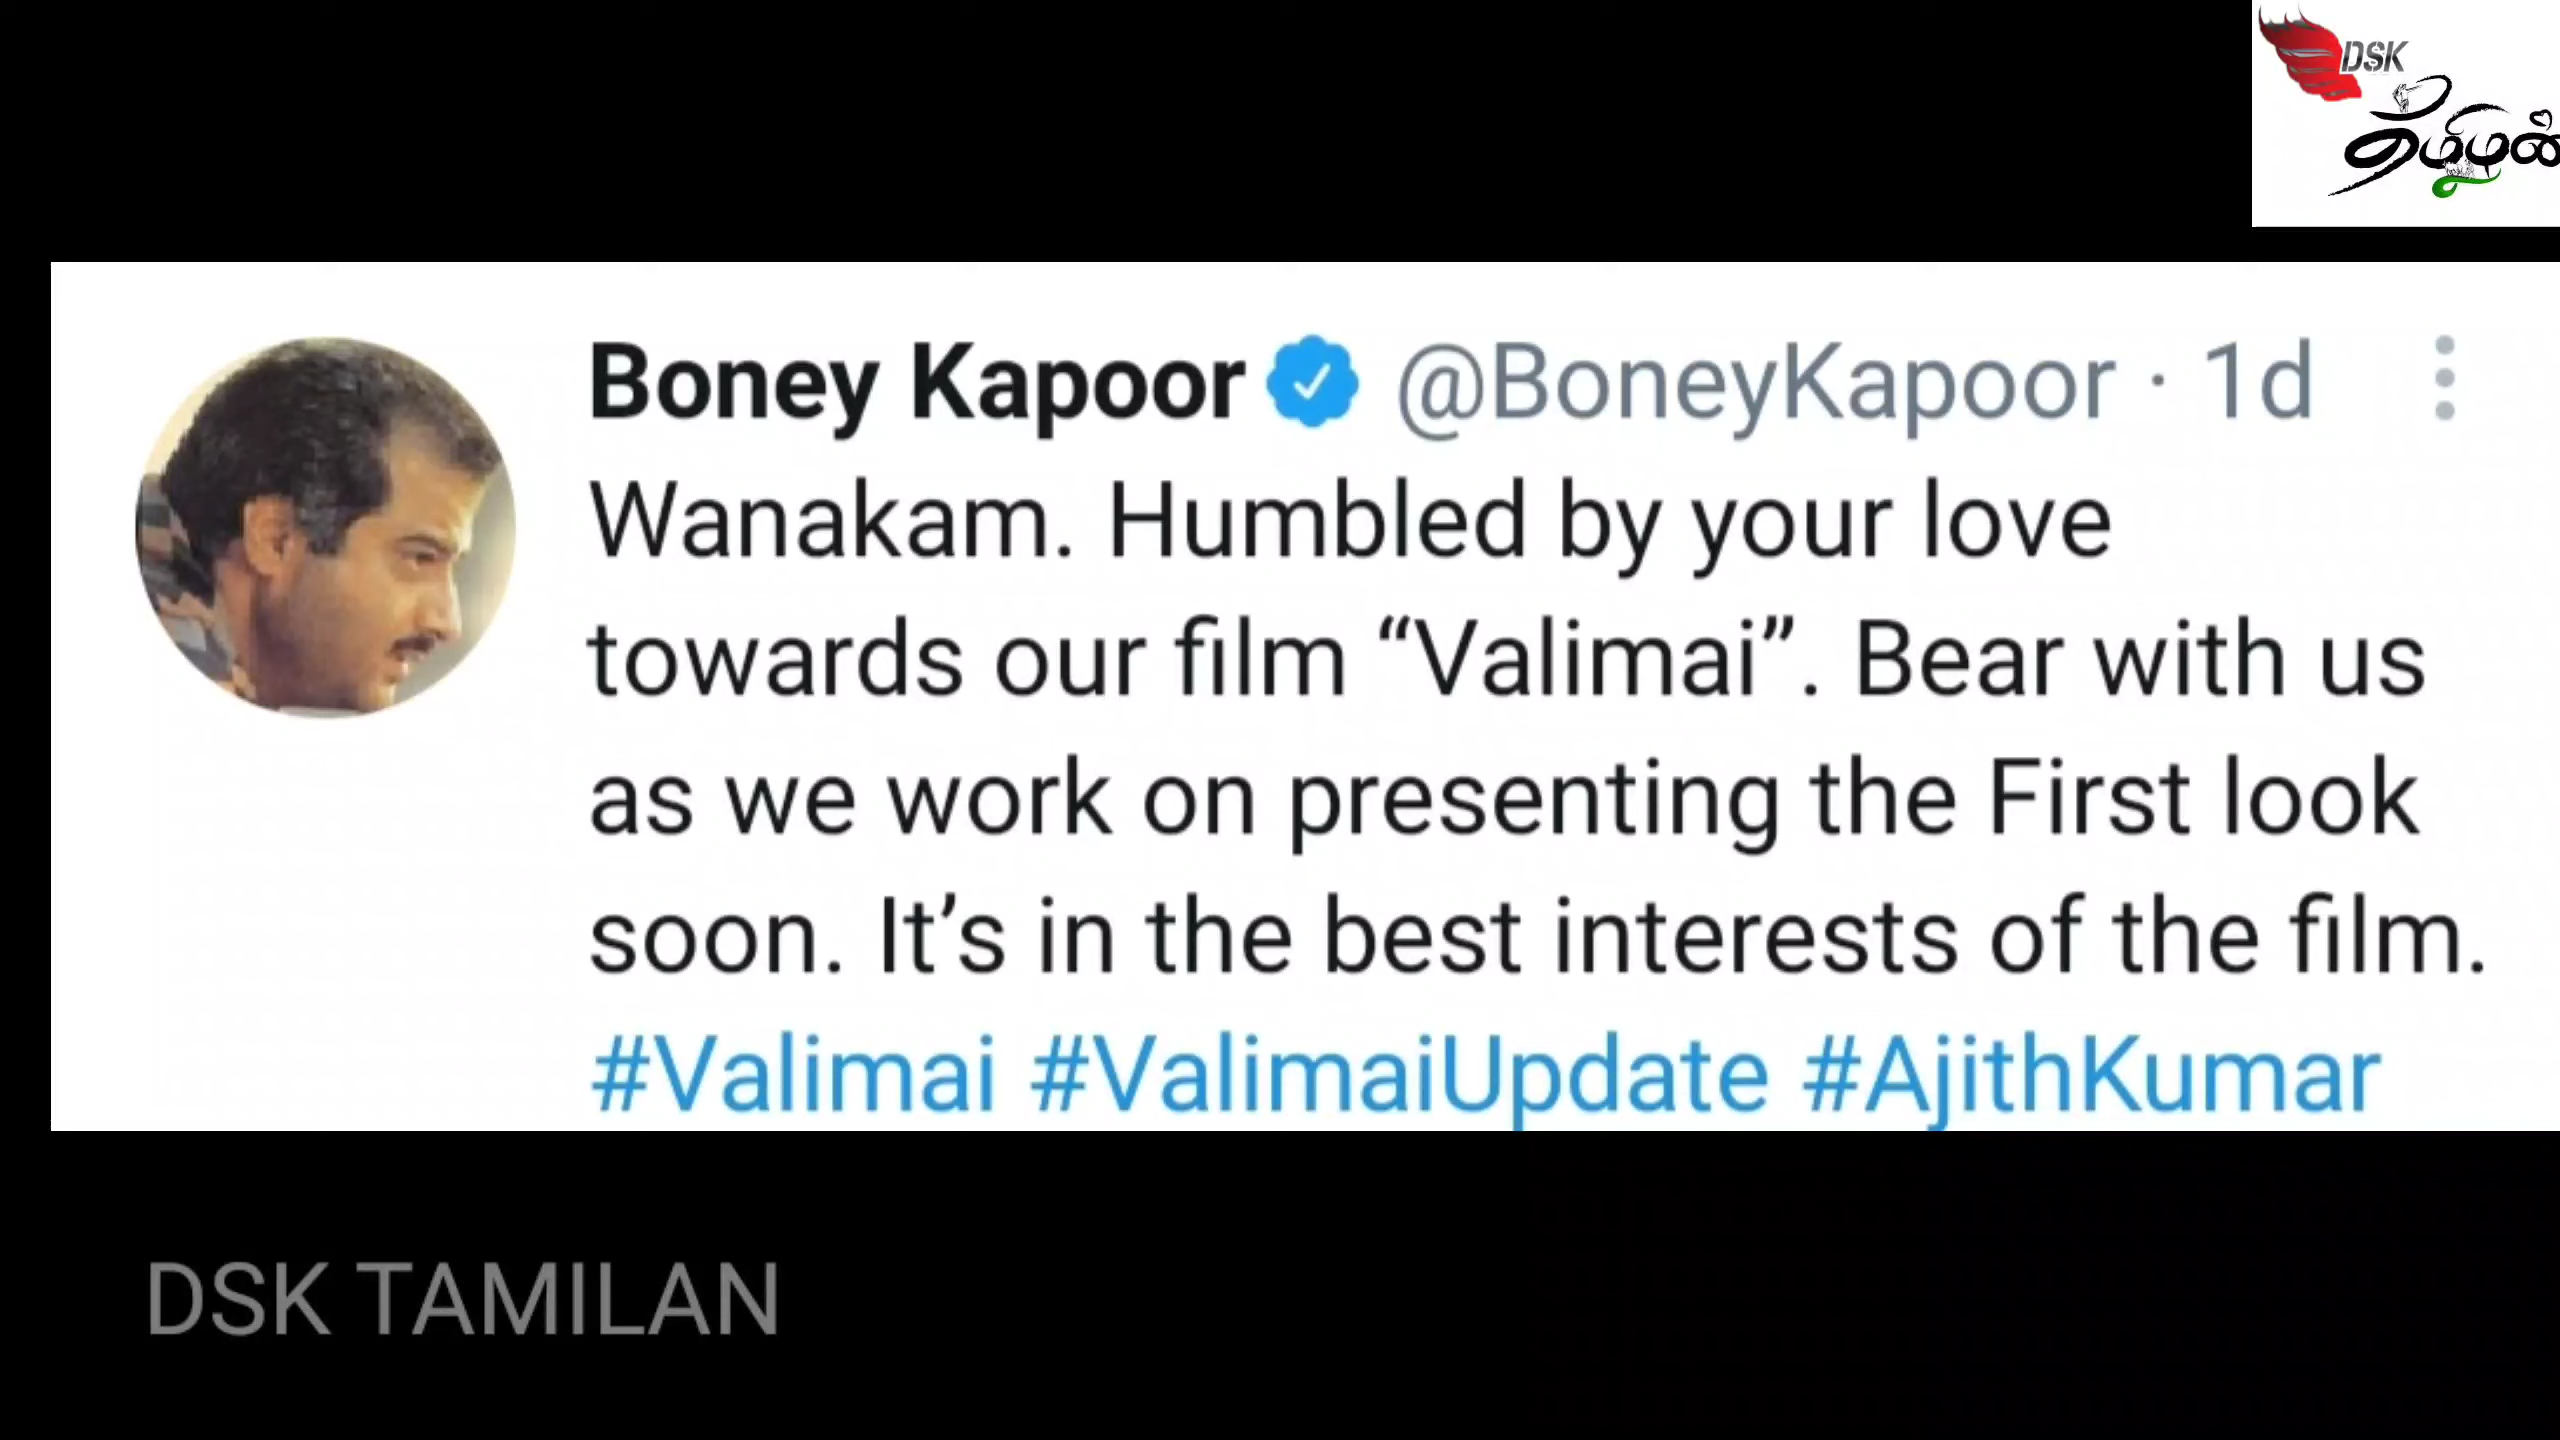 DSK
தமிழன்
Boney Kapoor @BoneyKapoor · 1d
Wanakam. Humbled by your love
towards our film “Valimai”. Bear with us
as we work on presenting the First look
soon. It’s in the best interests of the film.
#Valimai #ValimaiUpdate #AjithKumar
DSK TAMILAN